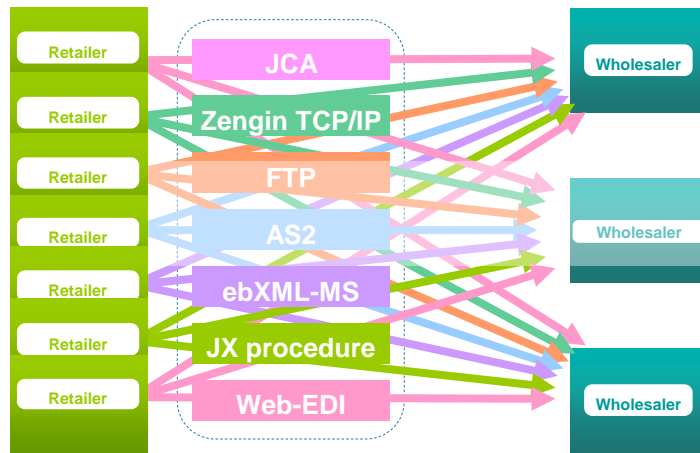 Retailer
JCA
Wholesaler
Retailer
Zengin TCP/IP
Retailer
FTP
Retailer
AS2
Wholesaler
Retailer
ebXML-MS
Retailer
JX procedure
Retailer
Web-EDI
Wholesaler